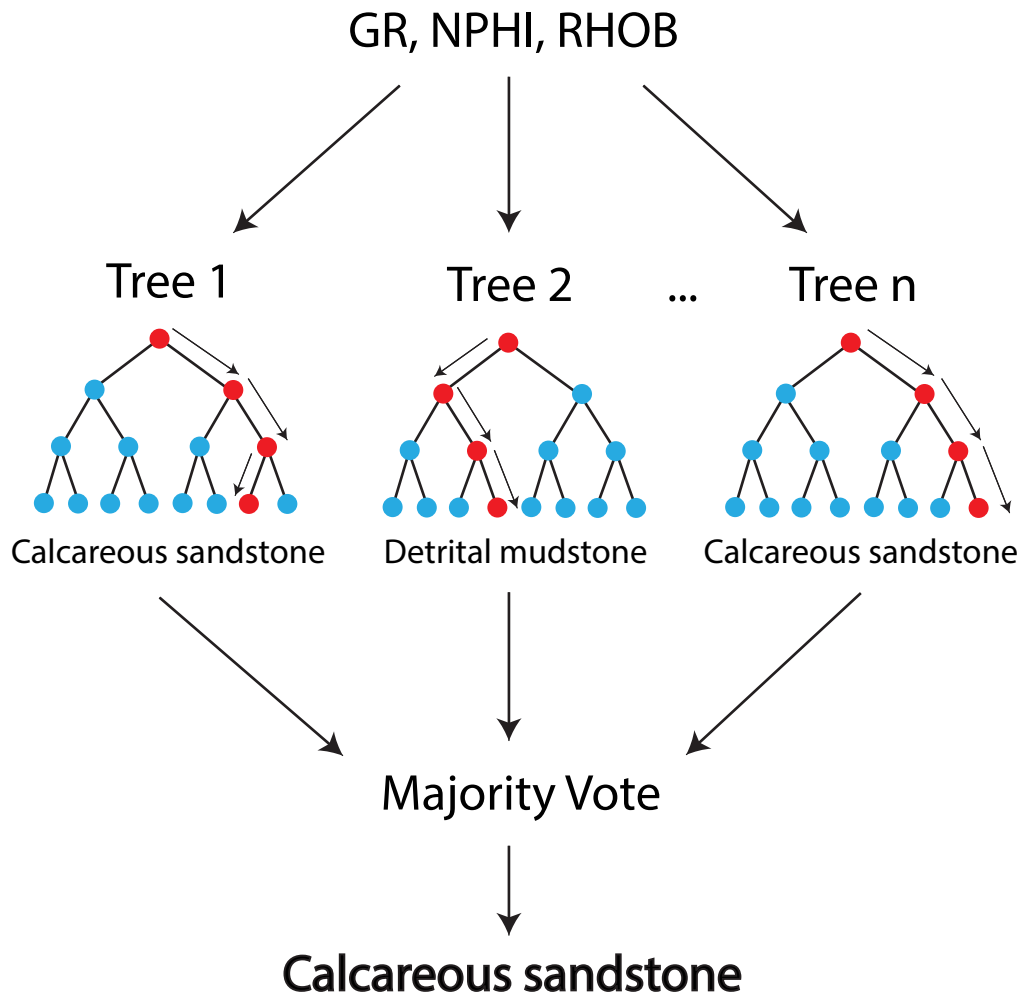 GR, NPHI, RHOB
Tree 1
Tree 2
...
Tree n
Calcareous sandstone
Detrital mudstone
Calcareous sandstone
Majority Vote
Calcareous sandstone